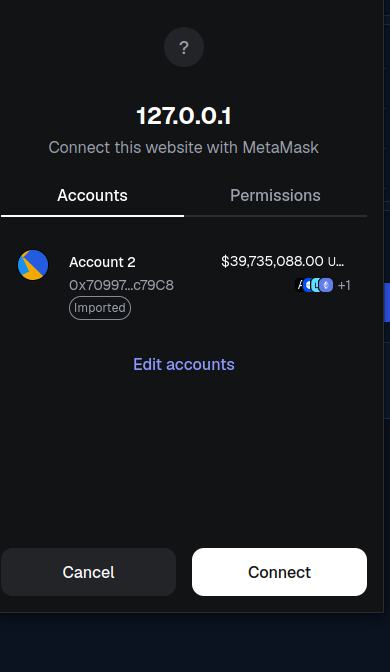 ?
127.0.0.1
Connect this website with MetaMask
Accounts Permissions
Account 2 $39,735,088.00 U...
0x70997...c79C8 +1
Imported
Edit accounts
Cancel Connect